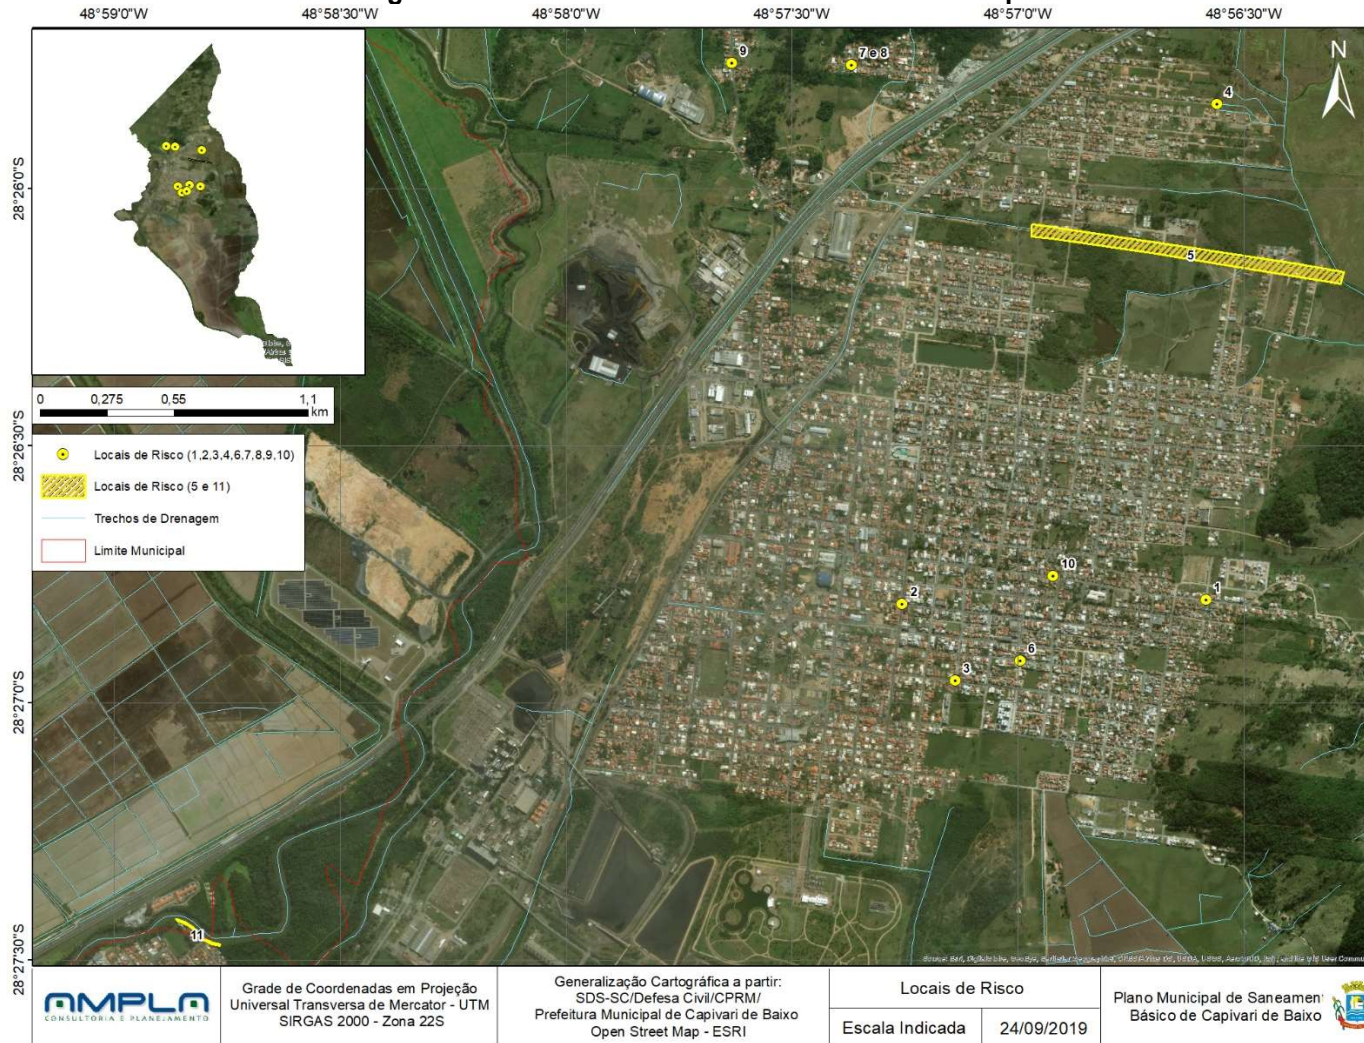 48°59'0"W 48°58'30"W 48°58'0"W 48°57'30"W 48°57'0"W 48°56'30"W
28°26'0"S
28°26'30"S
28°27'0"S
28°27'30"S
N
9
7 e 8
4
5
10
1
2
6
3
11
0 0,275 0,55 1,1
km
Locais de Risco (1,2,3,4,6,7,8,9,10)
Locais de Risco (5 e 11)
Trechos de Drenagem
Limite Municipal
AMPLA
CONSULTORIA E PLANEJAMENTO
Grade de Coordenadas em Projeção
Universal Transversa de Mercator - UTM
SIRGAS 2000 - Zona 22S
Generalização Cartográfica a partir:
SDS-SC/Defesa Civil/CPRM/
Prefeitura Municipal de Capivari de Baixo
Open Street Map - ESRI
Locais de Risco
Escala Indicada
24/09/2019
Plano Municipal de
Básico de Capivari de Baixo